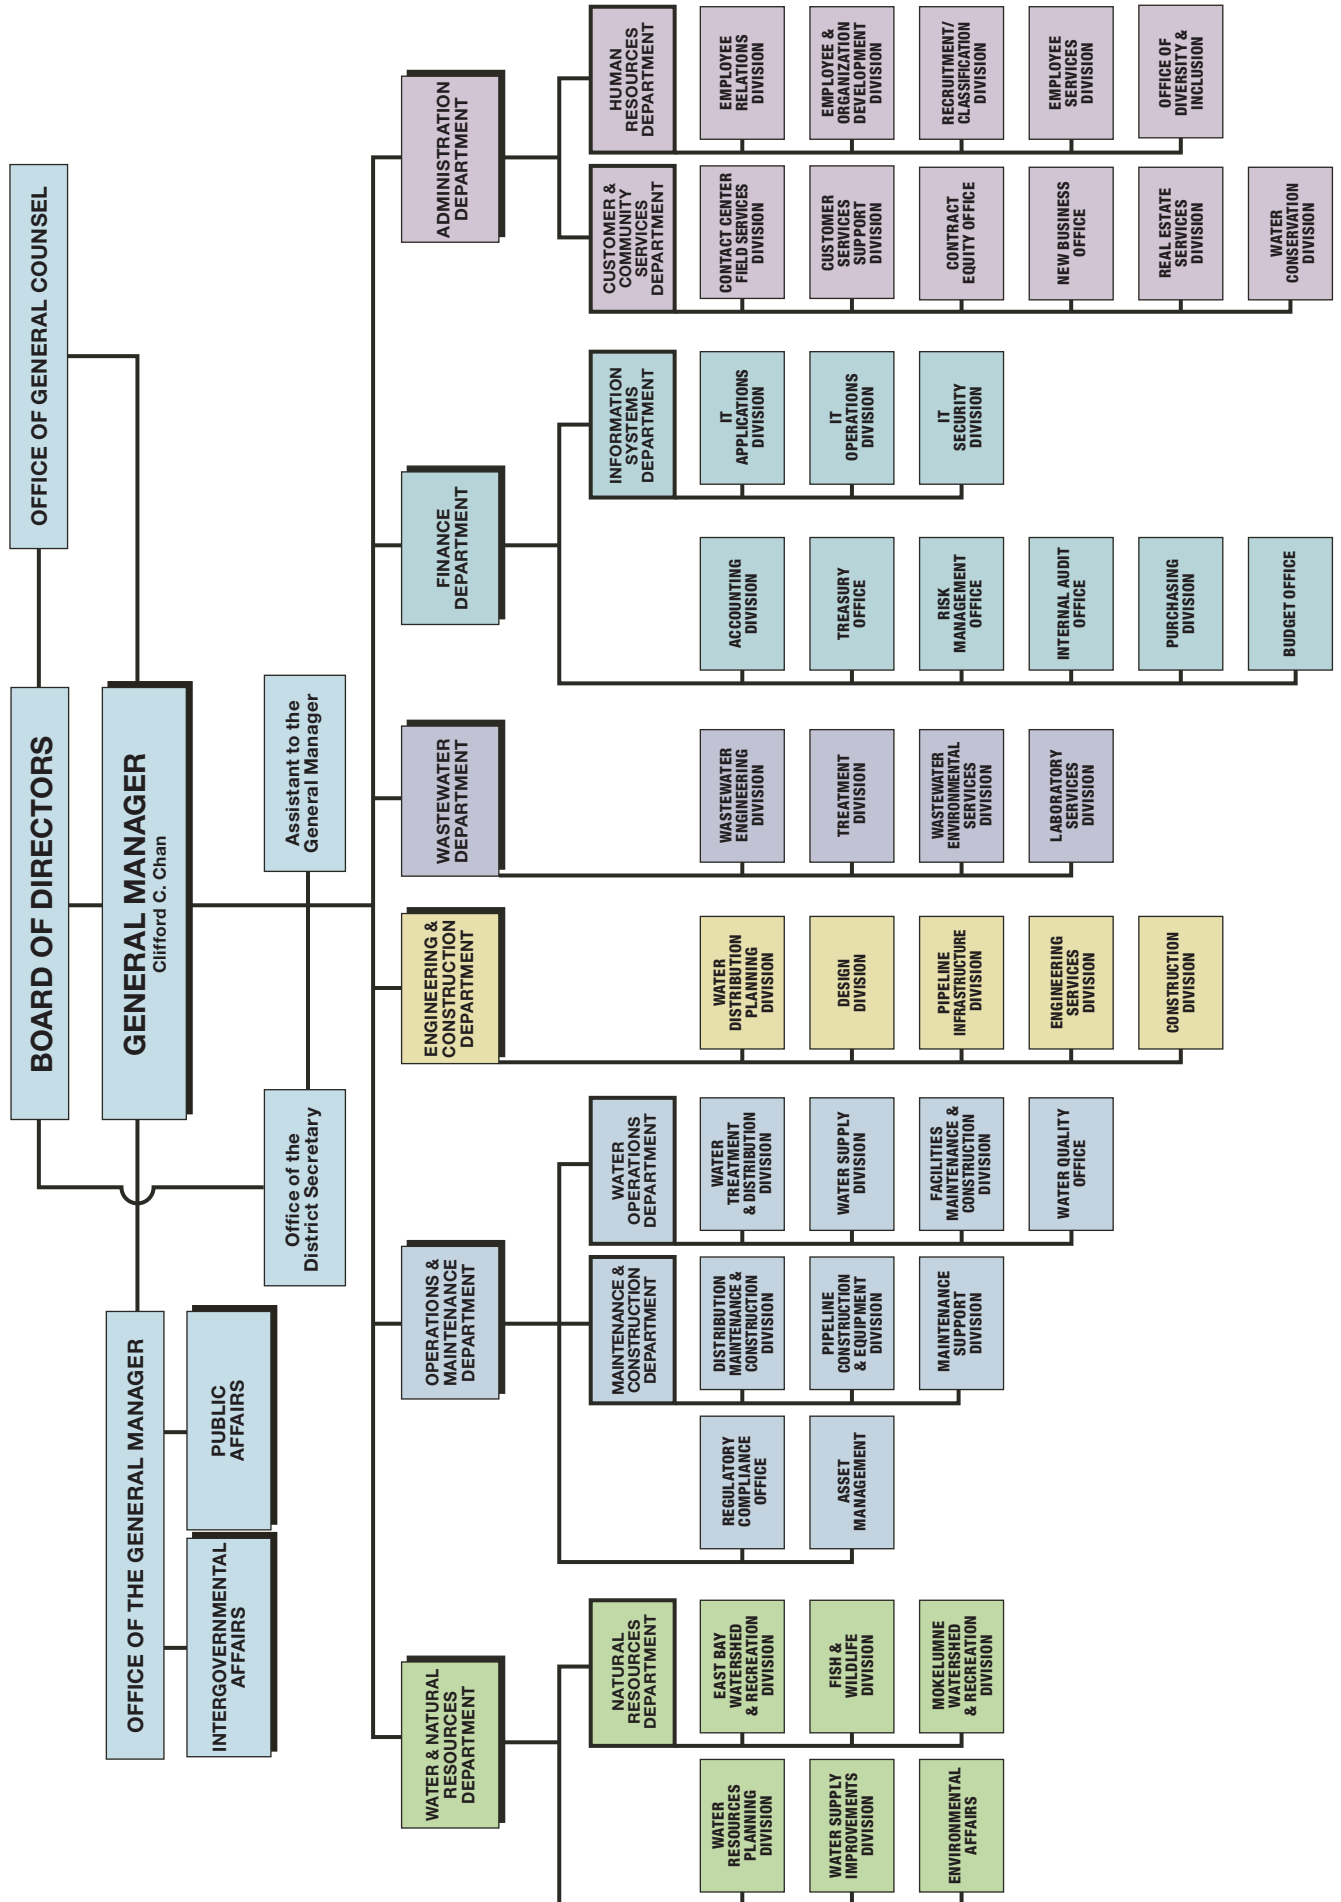 BOARD OF DIRECTORS
OFFICE OF GENERAL COUNSEL
GENERAL MANAGER
Clifford C. Chan
OFFICE OF THE GENERAL MANAGER
INTERGOVERNMENTAL
AFFAIRS
PUBLIC
AFFAIRS
Office of the
District Secretary
Assistant to the
General Manager
WATER & NATURAL
RESOURCES
DEPARTMENT
OPERATIONS &
MAINTENANCE
DEPARTMENT
ENGINEERING &
CONSTRUCTION
DEPARTMENT
WASTEWATER
DEPARTMENT
FINANCE
DEPARTMENT
ADMINISTRATION
DEPARTMENT
NATURAL
RESOURCES
DEPARTMENT
MAINTENANCE &
CONSTRUCTION
DEPARTMENT
WATER
OPERATIONS
DEPARTMENT
INFORMATION
SYSTEMS
DEPARTMENT
CUSTOMER &
COMMUNITY
SERVICES
DEPARTMENT
HUMAN
RESOURCES
DEPARTMENT
WATER
RESOURCES
PLANNING
DIVISION
EAST BAY
WATERSHED
& RECREATION
DIVISION
REGULATORY
COMPLIANCE
OFFICE
DISTRIBUTION
MAINTENANCE &
CONSTRUCTION
DIVISION
WATER
TREATMENT
& DISTRIBUTION
DIVISION
WATER
DISTRIBUTION
PLANNING
DIVISION
WASTEWATER
ENGINEERING
DIVISION
ACCOUNTING
DIVISION
IT
APPLICATIONS
DIVISION
CONTACT CENTER
FIELD SERVICES
DIVISION
EMPLOYEE
RELATIONS
DIVISION
WATER SUPPLY
IMPROVEMENTS
DIVISION
FISH &
WILDLIFE
DIVISION
ASSET
MANAGEMENT
PIPELINE
CONSTRUCTION
& EQUIPMENT
DIVISION
WATER SUPPLY
DIVISION
DESIGN
DIVISION
TREATMENT
DIVISION
TREASURY
OFFICE
IT
OPERATIONS
DIVISION
CUSTOMER
SERVICES
SUPPORT
DIVISION
EMPLOYEE &
ORGANIZATION
DEVELOPMENT
DIVISION
ENVIRONMENTAL
AFFAIRS
MOKELUMNE
WATERSHED
& RECREATION
DIVISION
MAINTENANCE
SUPPORT
DIVISION
FACILITIES
MAINTENANCE &
CONSTRUCTION
DIVISION
PIPELINE
INFRASTRUCTURE
DIVISION
WASTEWATER
ENVIRONMENTAL
SERVICES
DIVISION
RISK
MANAGEMENT
OFFICE
IT
SECURITY
DIVISION
CONTRACT
EQUITY OFFICE
RECRUITMENT/
CLASSIFICATION
DIVISION
WATER QUALITY
OFFICE
ENGINEERING
SERVICES
DIVISION
LABORATORY
SERVICES
DIVISION
INTERNAL AUDIT
OFFICE
NEW BUSINESS
OFFICE
EMPLOYEE
SERVICES
DIVISION
CONSTRUCTION
DIVISION
PURCHASING
DIVISION
REAL ESTATE
SERVICES
DIVISION
OFFICE OF
DIVERSITY &
INCLUSION
BUDGET OFFICE
WATER
CONSERVATION
DIVISION